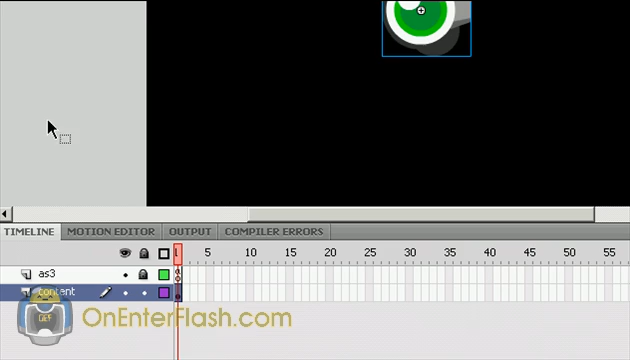 TIMELINE MOTION EDITOR OUTPUT COMPILER ERRORS
1 5 10 15 20 25 30 35 40 45 50 55
as3
content
OEF OnEnterFlash.com